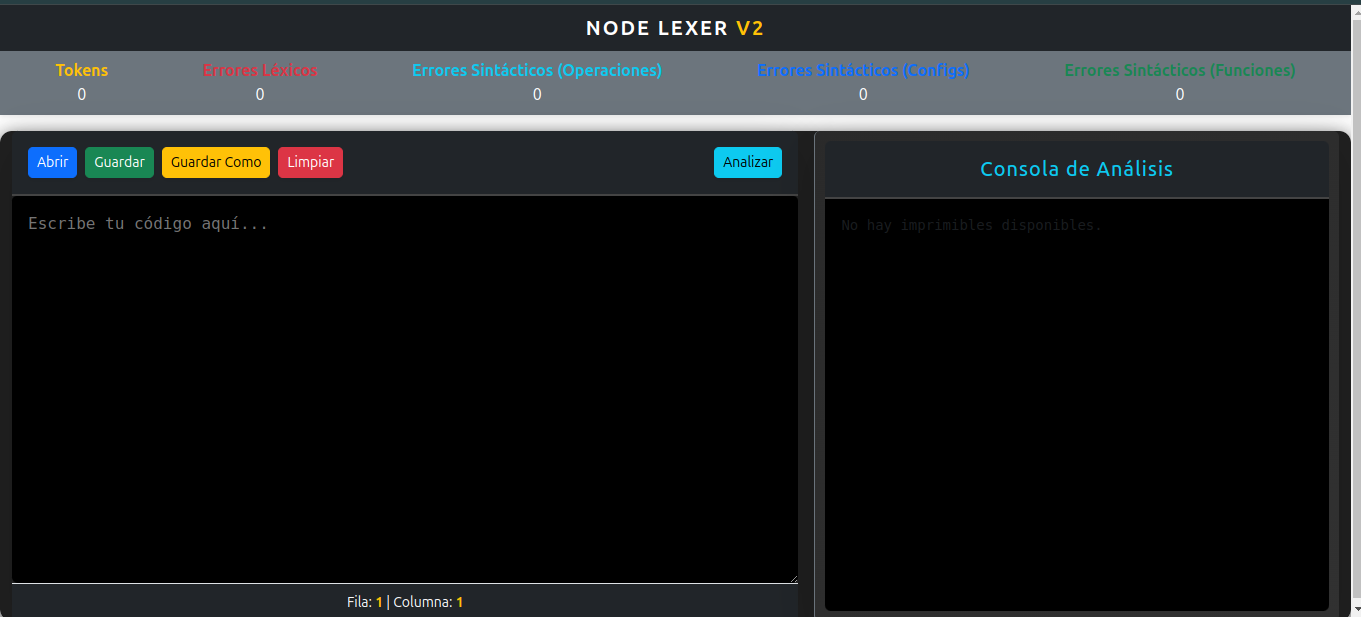 NODE LEXER V2
Tokens Errores Léxicos Errores Sintácticos (Operaciones) Errores Sintácticos (Configs) Errores Sintácticos (Funciones)
0 0 0 0 0
Abrir Guardar Guardar Como Limpiar Analizar
Consola de Análisis
Escribe tu código aquí...
No hay imprimibles disponibles.
Fila: 1 | Columna: 1